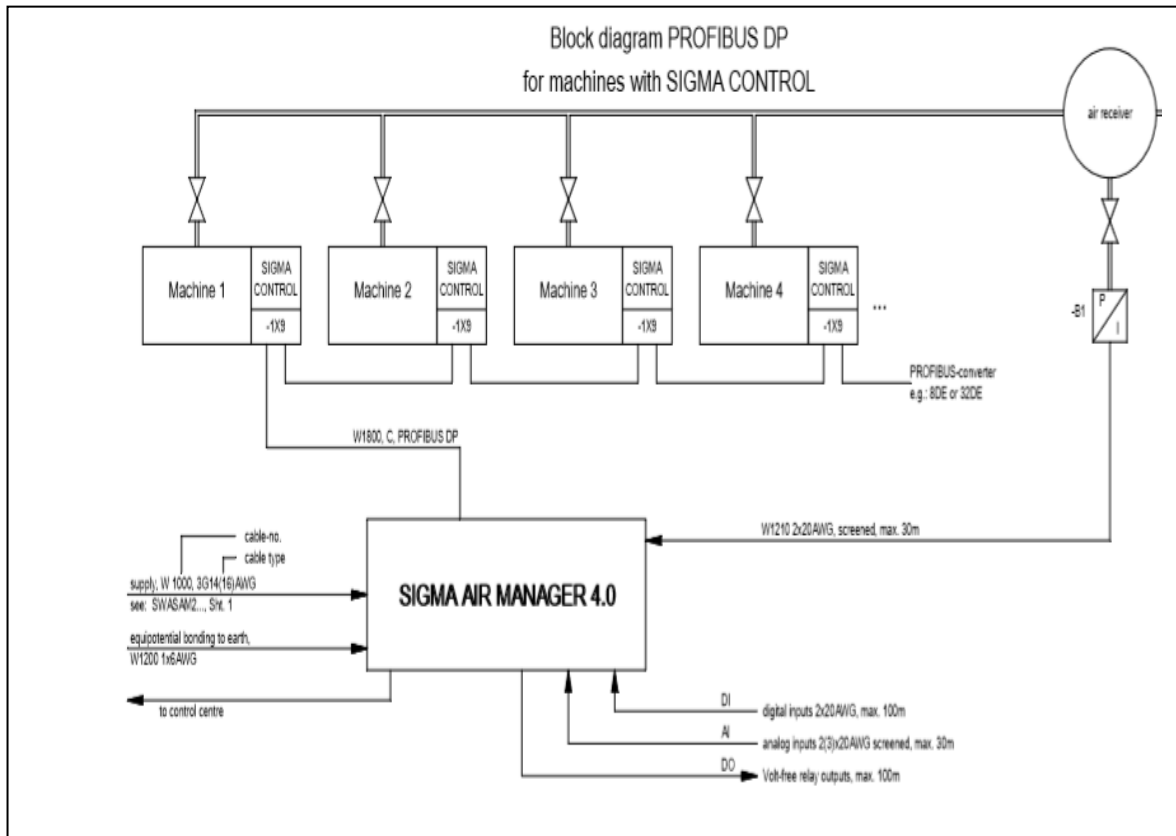 Block diagram PROFIBUS DP
for machines with SIGMA CONTROL
air receiver
Machine 1
SIGMA
CONTROL
-1X9
Machine 2
SIGMA
CONTROL
-1X9
Machine 3
SIGMA
CONTROL
-1X9
Machine 4
SIGMA
CONTROL
-1X9
...
-B1
P
I
PROFIBUS-converter
e.g.: 8DE or 32DE
W1800, C, PROFIBUS DP
W1210 2x20AWG, screened, max. 30m
cable-no.
cable type
supply, W 1000, 3G14(16)AWG
see: SWASAM2..., Sht. 1
SIGMA AIR MANAGER 4.0
equipotential bonding to earth,
W1200 1x6AWG
to control centre
DI
digital inputs 2x20AWG, max. 100m
AI
analog inputs 2(3)x20AWG screened, max. 30m
DO
Volt-free relay outputs, max. 100m